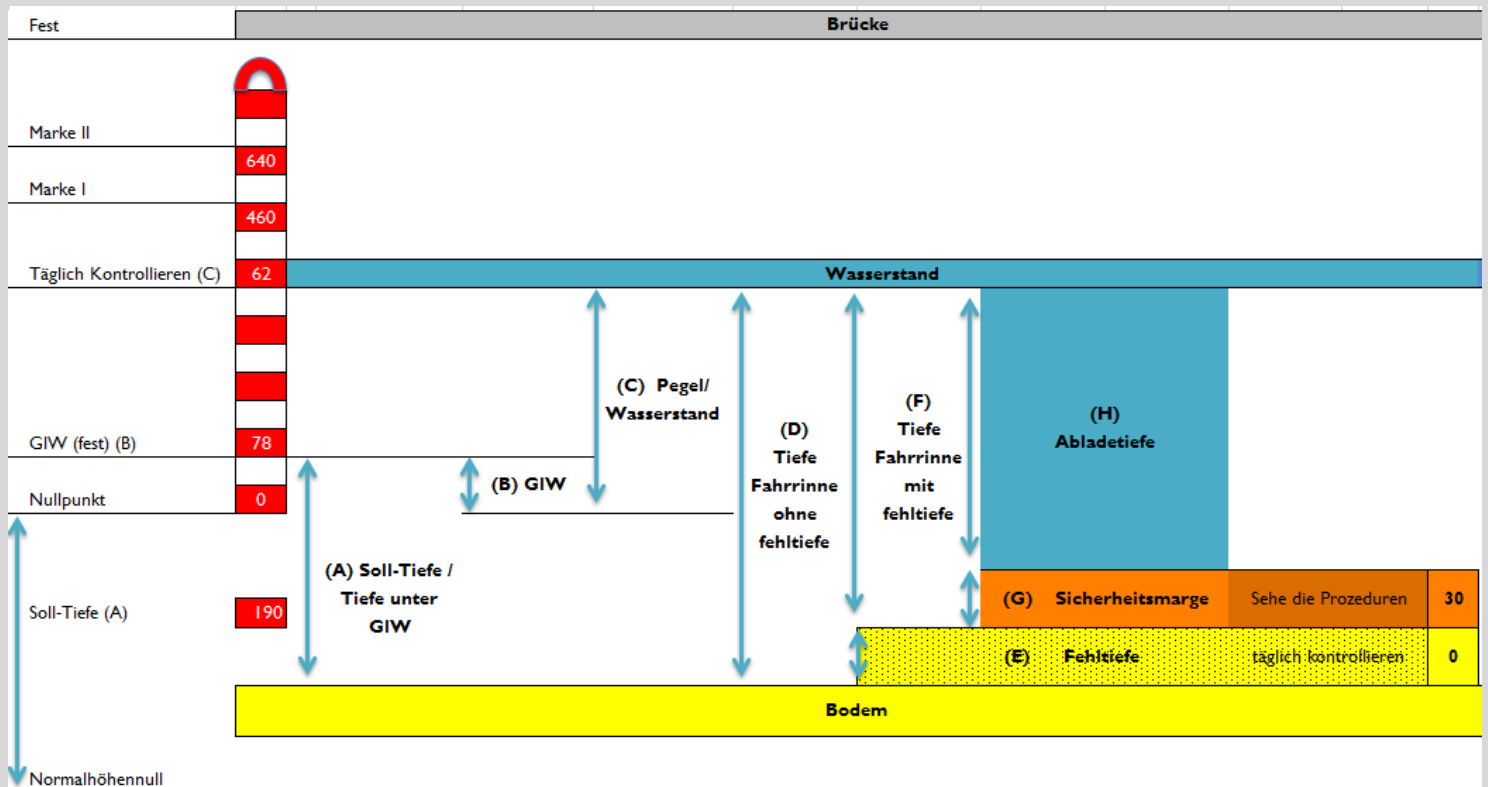 Fest
Brücke
Marke II
640
Marke I
460
Täglich Kontrollieren (C)
62
Wasserstand
(C) Pegel/
Wasserstand
(D)
Tiefe
Fahrrinne
ohne
fehltiefe
(F)
Tiefe
Fahrrinne
mit
fehltiefe
(H)
Abladetiefe
GIW (fest) (B)
78
(B) GIW
Nullpunkt
0
(A) Soll-Tiefe /
Tiefe unter
GIW
Soll-Tiefe (A)
190
(G) Sicherheitsmarge
Sehe die Prozeduren
30
(E) Fehltiefe
täglich kontrollieren
0
Bodem
Normalhöhennull